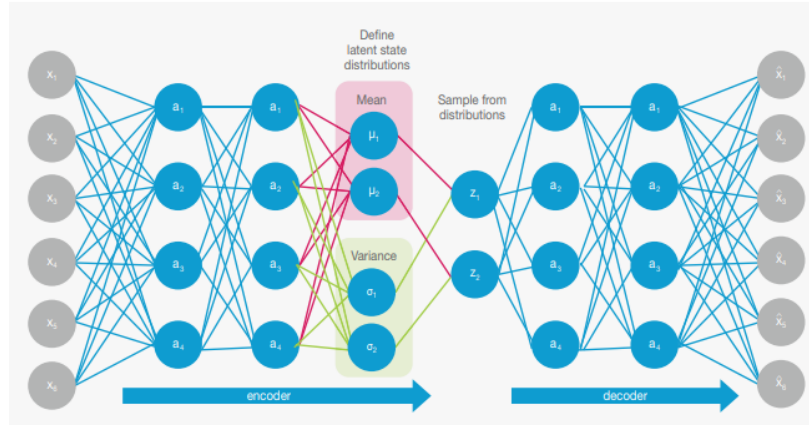 Define
latent state
distributions
Mean
Sample from
distributions
Variance
x₁
x₂
x₃
x₄
x₅
x₆
a₁
a₂
a₃
a₄
a₁
a₂
a₃
a₄
μ₁
μ₂
σ₁
σ₂
z₁
z₂
a₁
a₂
a₃
a₄
a₁
a₂
a₃
a₄
x̂₁
x̂₂
x̂₃
x̂₄
x̂₅
x̂₆
encoder
decoder